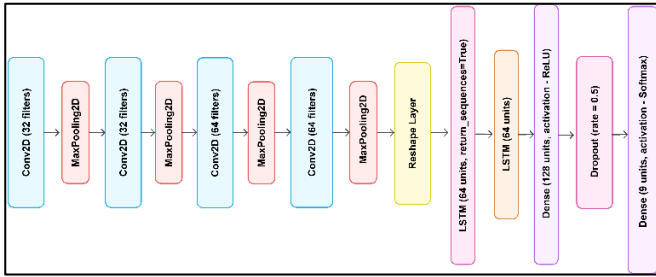 Conv2D (32 filters)
MaxPooling2D
Conv2D (32 filters)
MaxPooling2D
Conv2D (64 filters)
MaxPooling2D
Conv2D (64 filters)
MaxPooling2D
Reshape Layer
LSTM (64 units, return_sequences=True)
LSTM (64 units)
Dense (128 units, activation - ReLU)
Dropout (rate = 0.5)
Dense (9 units, activation - Softmax)